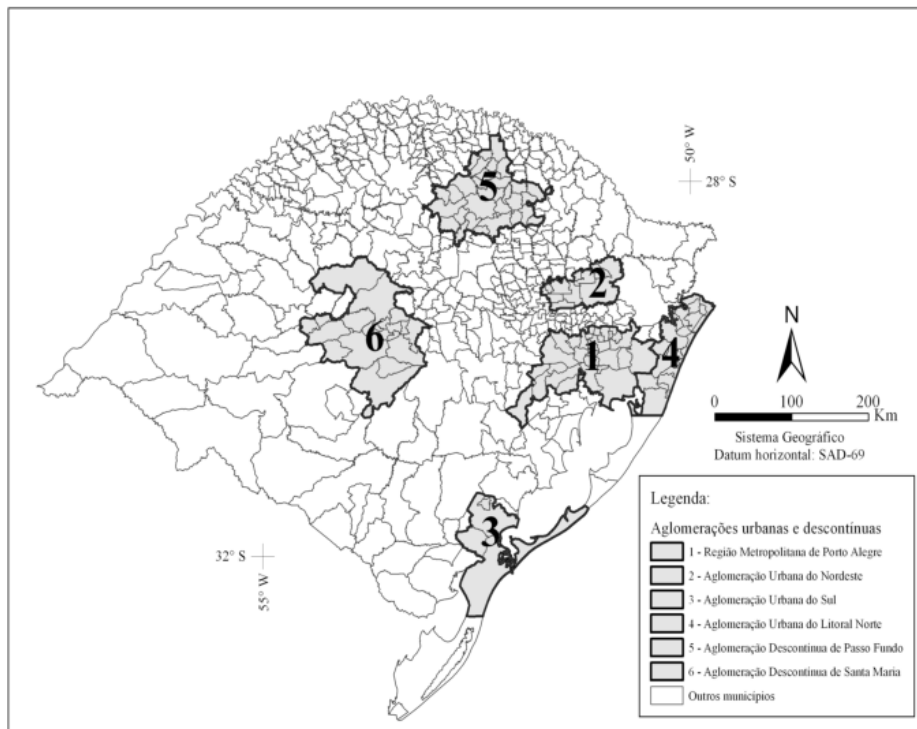 50° W
28° S
5
2
6
1
4
N
0 100 200
Km
Sistema Geográfico
Datum horizontal: SAD-69
3
32° S
55° W
Legenda:
Aglomerações urbanas e descontínuas
1 - Região Metropolitana de Porto Alegre
2 - Aglomeração Urbana do Nordeste
3 - Aglomeração Urbana do Sul
4 - Aglomeração Urbana do Litoral Norte
5 - Aglomeração Descontínua de Passo Fundo
6 - Aglomeração Descontínua de Santa Maria
Outros municípios